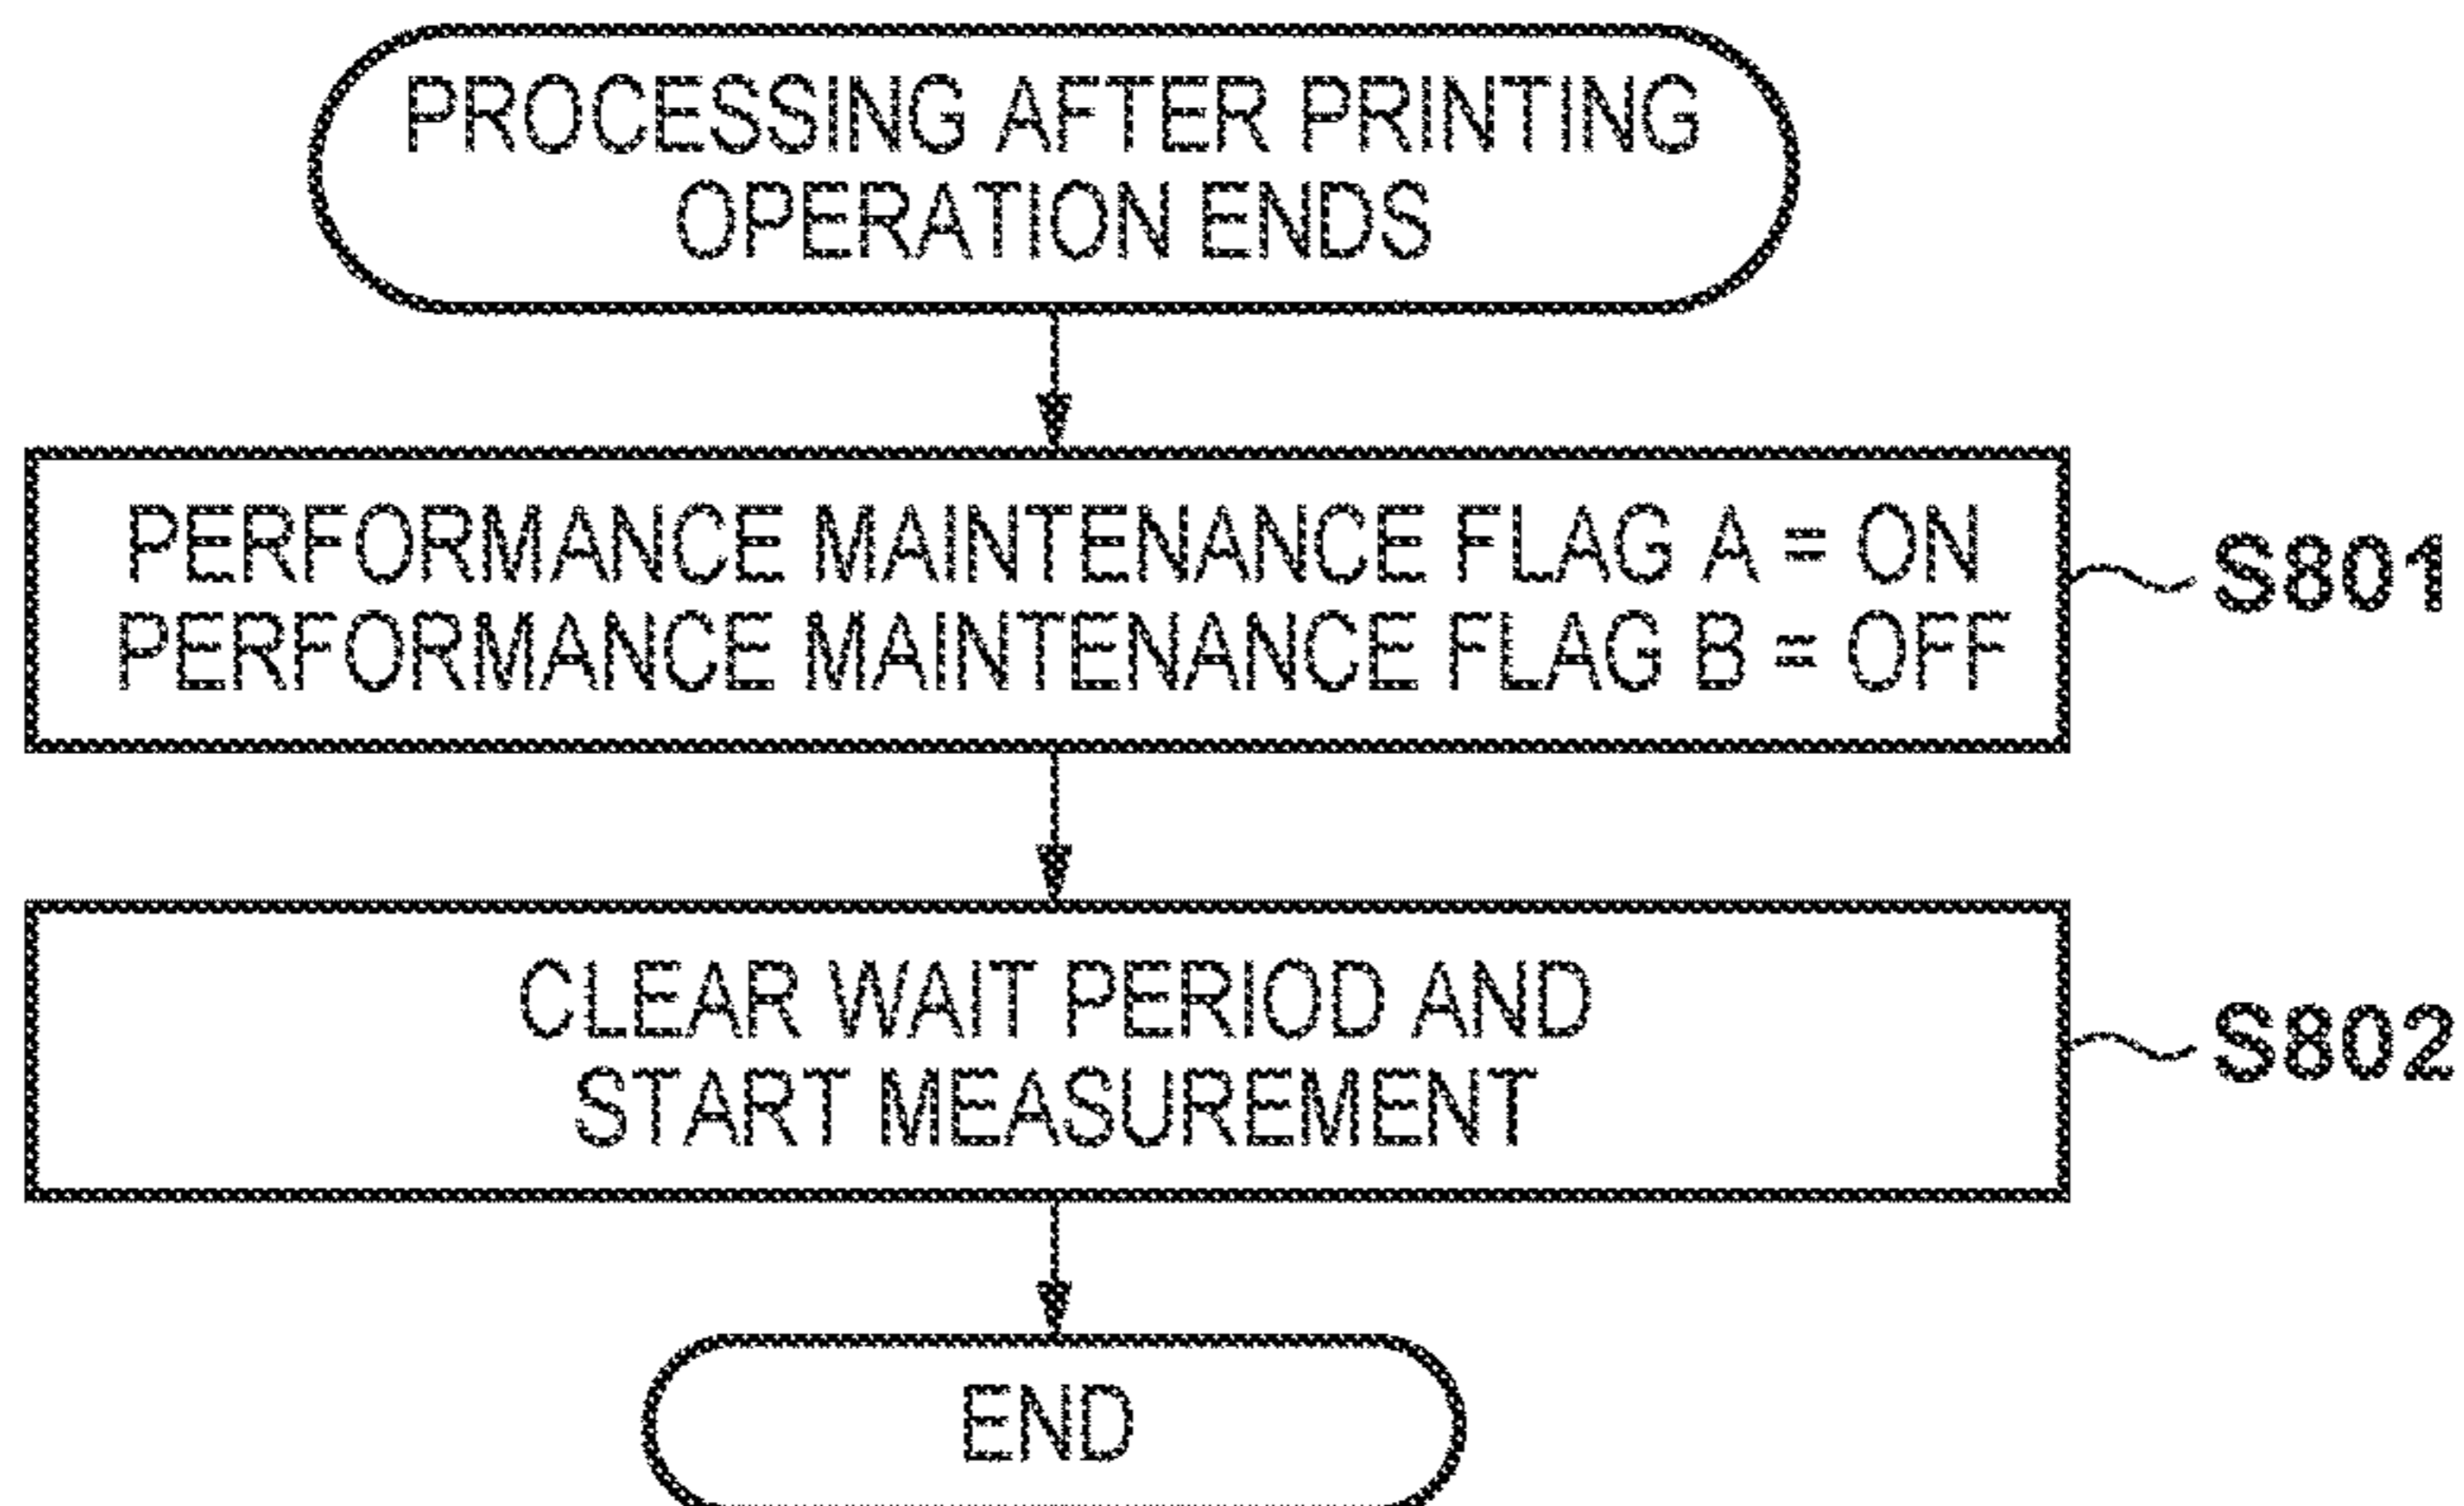 PROCESSING AFTER PRINTING
OPERATION ENDS
PERFORMANCE MAINTENANCE FLAG A = ON
PERFORMANCE MAINTENANCE FLAG B = OFF
S801
CLEAR WAIT PERIOD AND
START MEASUREMENT
S802
END